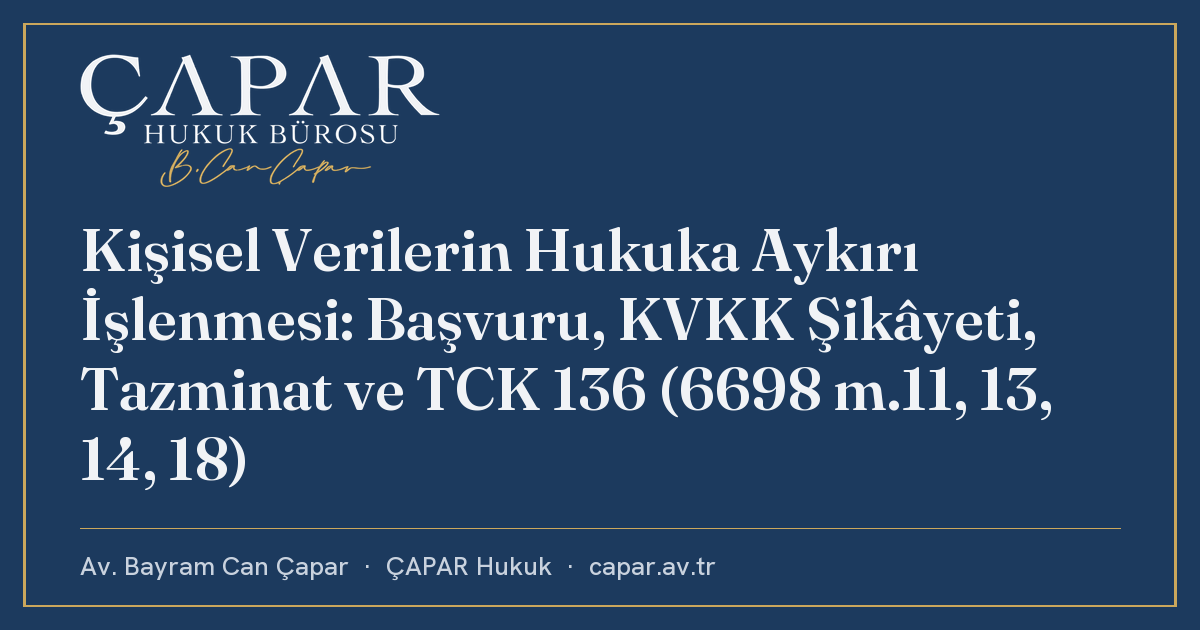 ÇAPAR
HUKUK BÜROSU
B.Can Çapar
Kişisel Verilerin Hukuka Aykırı
İşlenmesi: Başvuru, KVKK Şikâyeti,
Tazminat ve TCK 136 (6698 m.11, 13,
14, 18)
Av. Bayram Can Çapar · ÇAPAR Hukuk · capar.av.tr